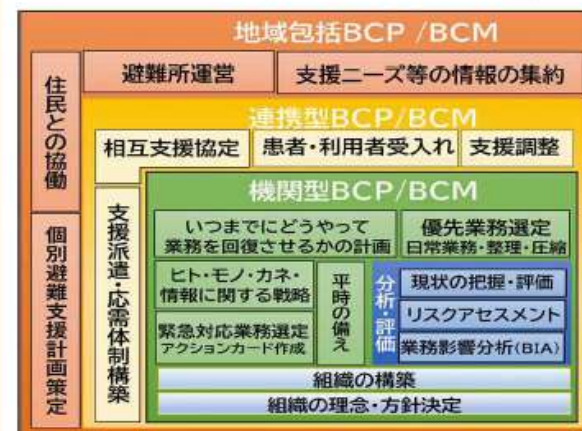 地域包括BCP /BCM
避難所運営
支援ニーズ等の情報の集約
住民との協働
個別避難支援計画策定
連携型BCP/BCM
相互支援協定
患者・利用者受入れ
支援調整
支援派遣・応需体制構築
機関型BCP/BCM
いつまでにどうやって
業務を回復させるかの計画
優先業務選定
日常業務・整理・圧縮
ヒト・モノ・カネ・
情報に関する戦略
緊急対応業務選定
アクションカード作成
平時の備え
分析・評価
現状の把握・評価
リスクアセスメント
業務影響分析(BIA)
組織の構築
組織の理念・方針決定